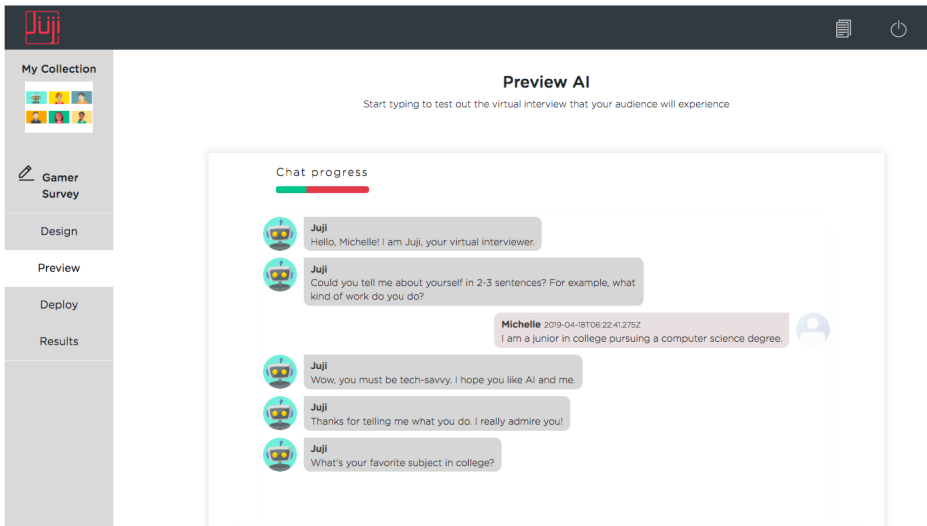 Juji
My Collection
Gamer
Survey
Design
Preview
Deploy
Results
Preview AI
Start typing to test out the virtual interview that your audience will experience
Chat progress
Juji
Hello, Michelle! I am Juji, your virtual interviewer.
Juji
Could you tell me about yourself in 2-3 sentences? For example, what
kind of work do you do?
Michelle 2019-04-18T06:22:41.275Z
I am a junior in college pursuing a computer science degree.
Juji
Wow, you must be tech-savvy. I hope you like AI and me.
Juji
Thanks for telling me what you do. I really admire you!
Juji
What's your favorite subject in college?